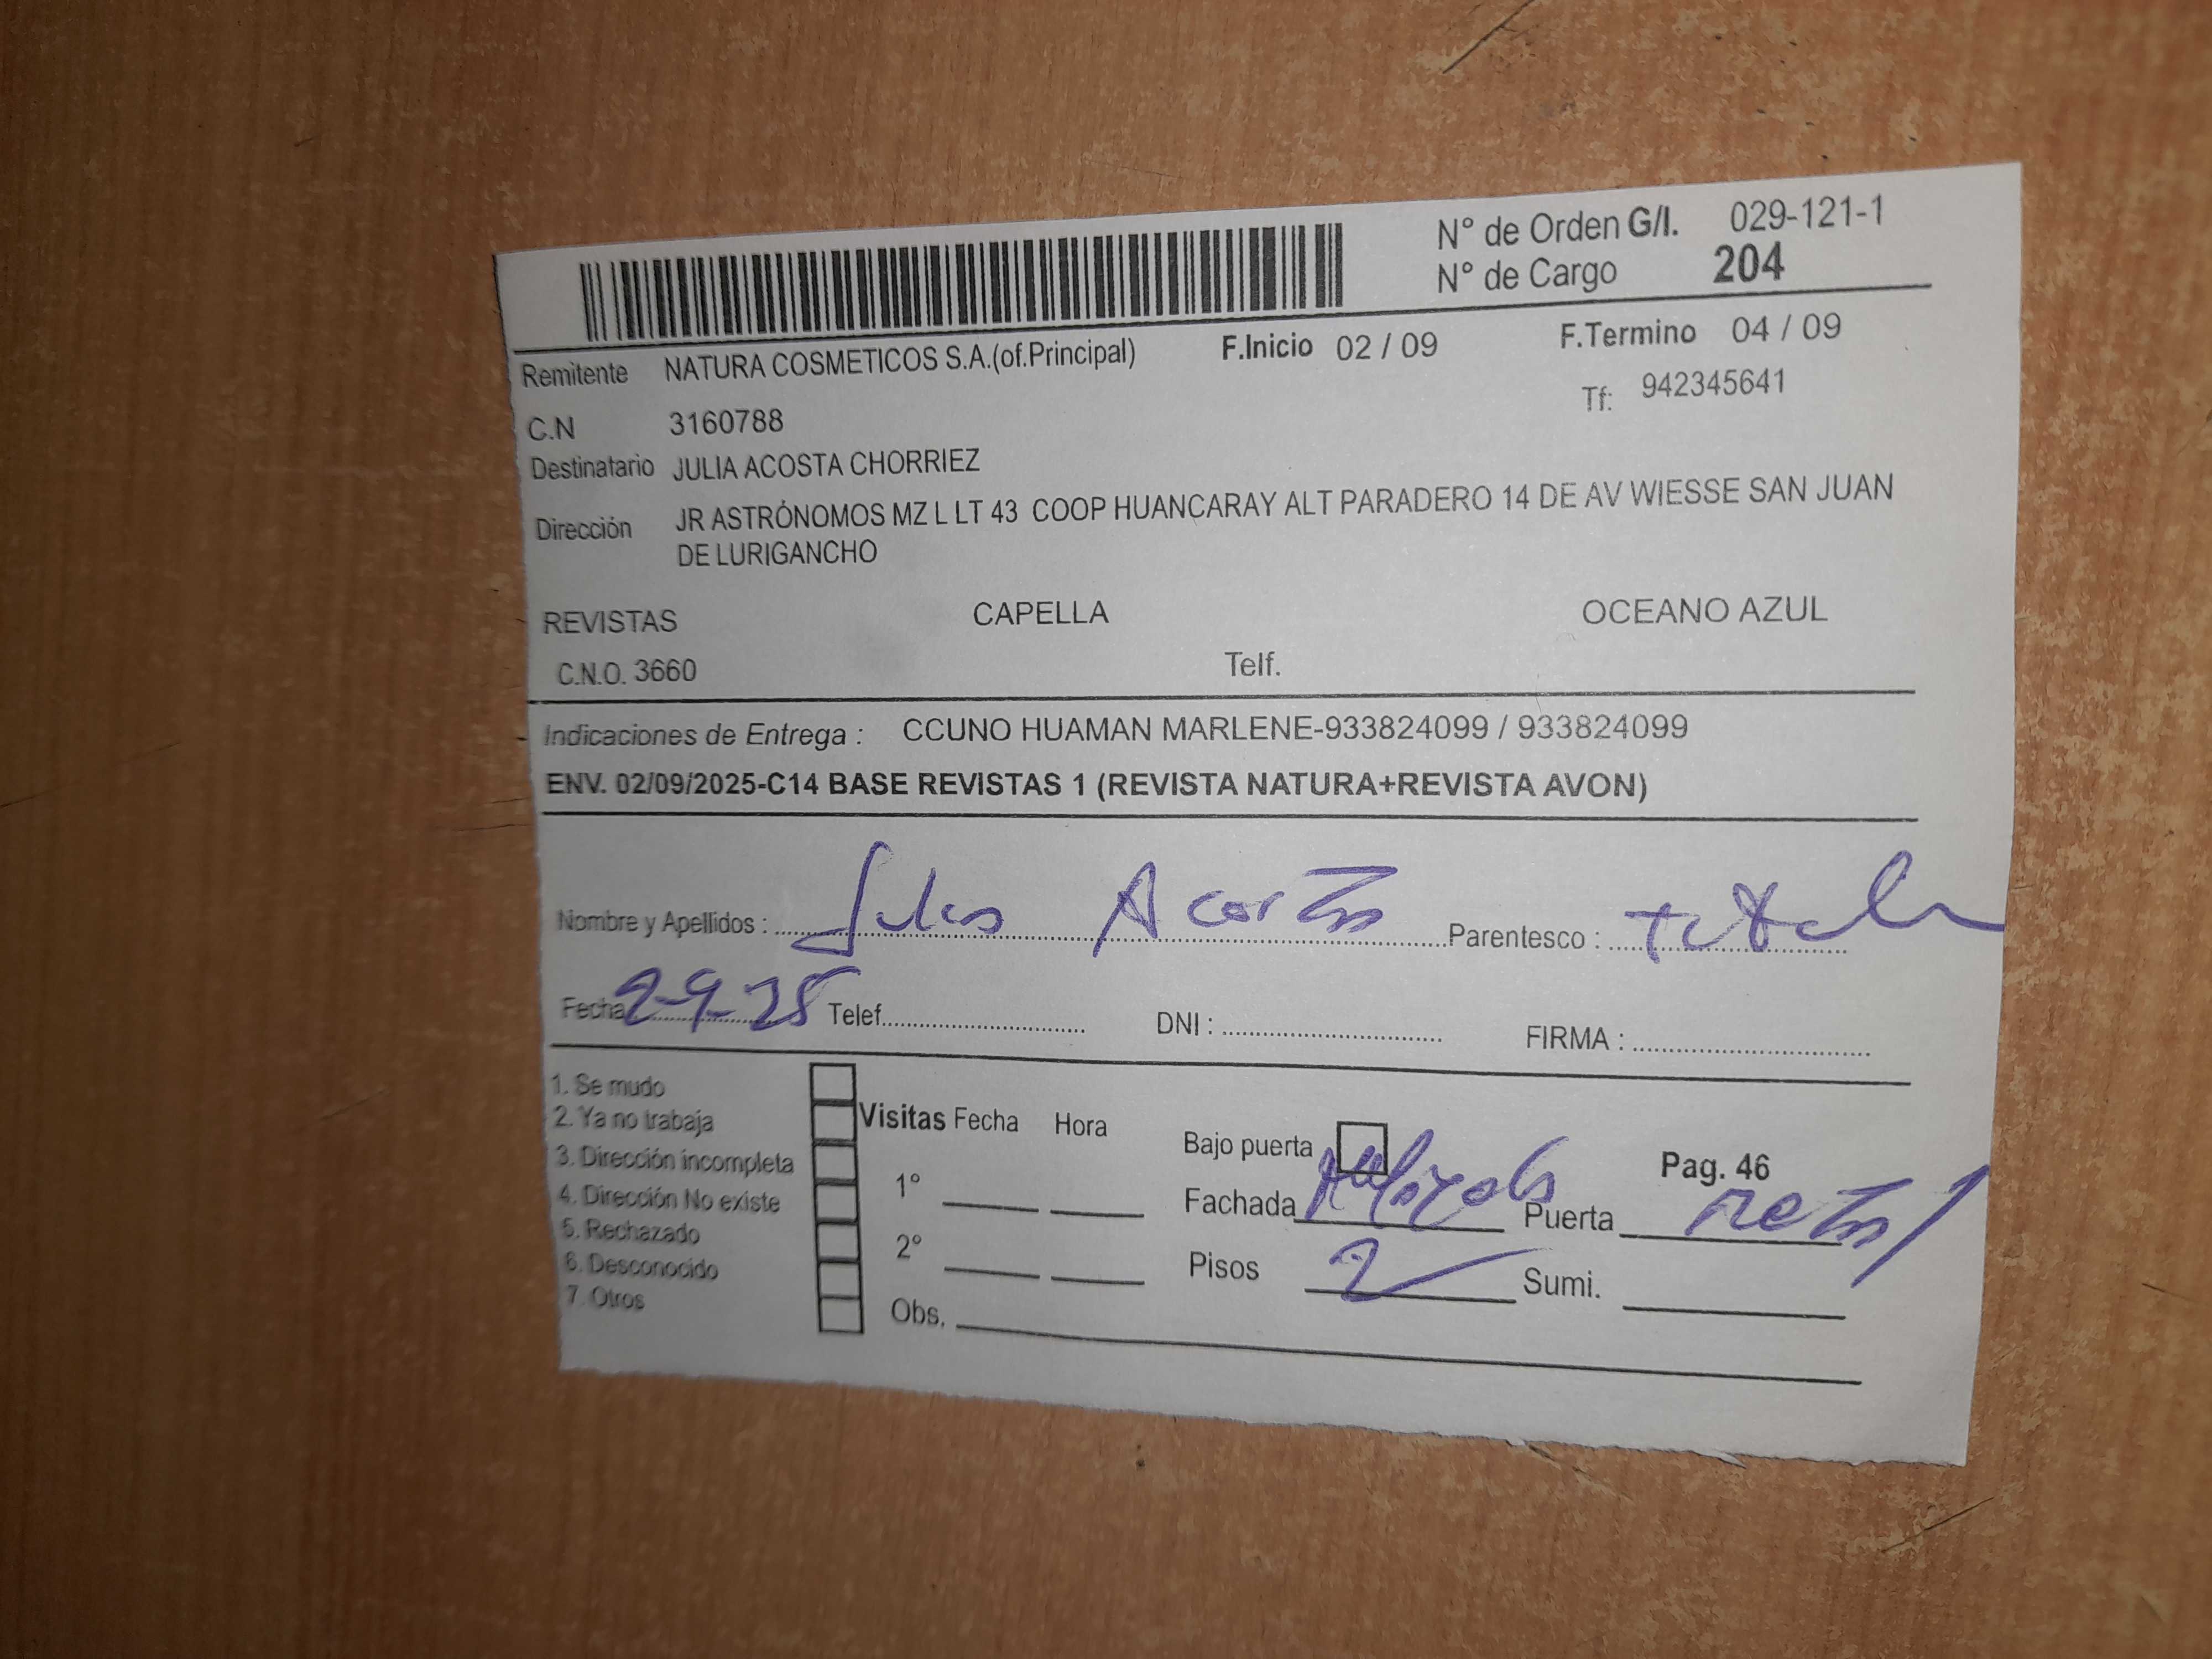 N° de Orden G/I. 029-121-1
N° de Cargo 204
Remitente NATURA COSMETICOS S.A.(of.Principal) F.Inicio 02 / 09 F.Termino 04 / 09
C.N 3160788 Tf: 942345641
Destinatario JULIA ACOSTA CHORRIEZ
Dirección JR ASTRÓNOMOS MZ L LT 43 COOP HUANCARAY ALT PARADERO 14 DE AV WIESSE SAN JUAN
DE LURIGANCHO
REVISTAS CAPELLA OCEANO AZUL
C.N.O. 3660 Telf.
Indicaciones de Entrega : CCUNO HUAMAN MARLENE-933824099 / 933824099
ENV. 02/09/2025-C14 BASE REVISTAS 1 (REVISTA NATURA+REVISTA AVON)
Nombre y Apellidos : Acosta Parentesco :
Fecha 2-9-25 Telef. DNI : FIRMA :
1. Se mudo
2. Ya no trabaja
3. Dirección incompleta
4. Dirección No existe
5. Rechazado
6. Desconocido
7. Otros
Visitas Fecha Hora
1°
2°
Obs.
Bajo puerta Pag. 46
Fachada Puerta
Pisos 2 Sumi.